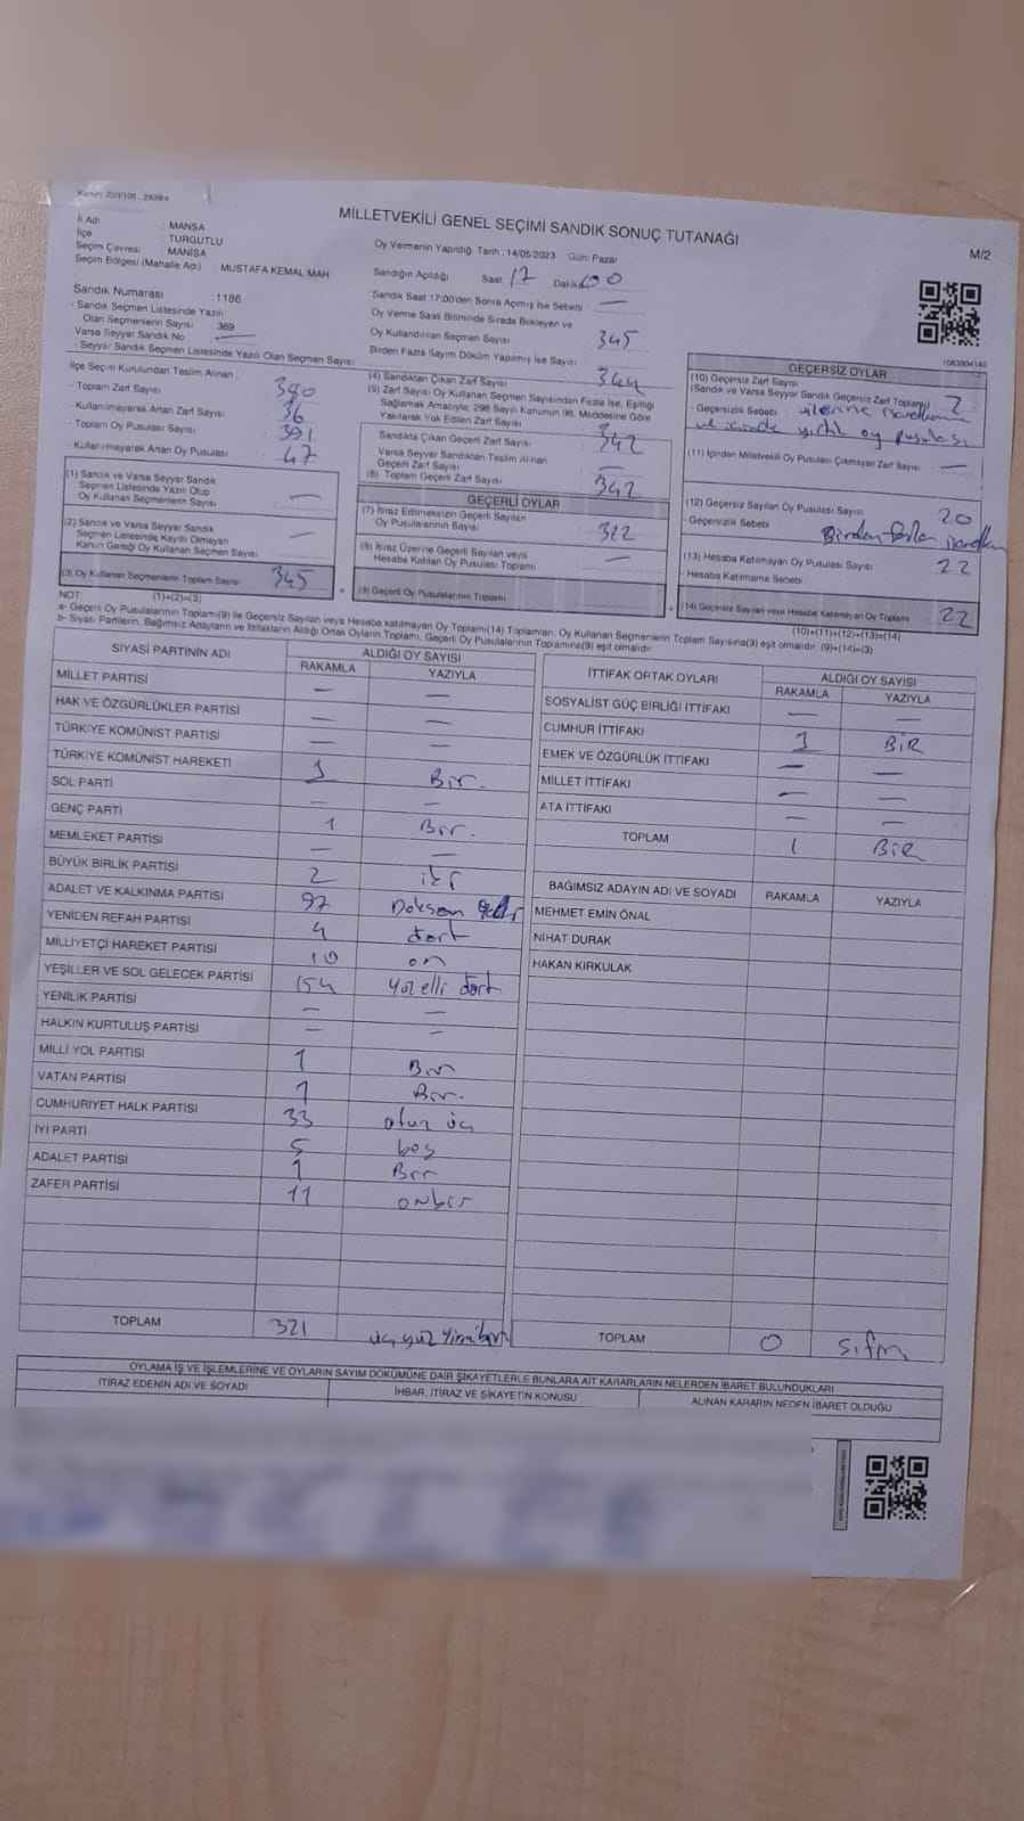 MİLLETVEKİLİ GENEL SEÇİMİ SANDIK SONUÇ TUTANAĞI
M/2
İl Adı : MANİSA
İlçe : TURGUTLU
Seçim Çevresi : MANİSA
Seçim Bölgesi (Mahalle Adı) MUSTAFA KEMAL MAH
Oy Vermenin Yapıldığı Tarih : 14/05/2023 Gün: Pazar
Sandığın Açıldığı Saat 17 Dakika 00
Sandık Saat 17:00'den Sonra Açılmış İse Sebebi —
Oy Verme Saati Bitiminde Sırada Bekleyen ve
Oy Kullandırılan Seçmen Sayısı 345
Birden Fazla Sayım Döküm Yapılmış İse Sayısı
Sandık Numarası : 1186
Sandık Seçmen Listesinde Yazılı
Olan Seçmenlerin Sayısı 369
Varsa Seyyar Sandık No —
Seyyar Sandık Seçmen Listesinde Yazılı Olan Seçmen Sayısı
İlçe Seçim Kurulundan Teslim Alınan
- Toplam Zarf Sayısı 380
- Kullanılmayarak Artan Zarf Sayısı 36
- Toplam Oy Pusulası Sayısı 391
Kullanılmayarak Artan Oy Pusulası 47
(1) Sandık ve Varsa Seyyar Sandık
Seçmen Listesinde Yazılı Olup
Oy Kullanan Seçmenlerin Sayısı —
(2) Sandık ve Varsa Seyyar Sandık
Seçmen Listesinde Kayıtlı Olmayan
Kanun Gereği Oy Kullanan Seçmen Sayısı —
(3) Oy Kullanan Seçmenlerin Toplam Sayısı 345
(1)+(2)=(3)
(4) Sandıktan Çıkan Zarf Sayısı 344
(5) Zarf Sayısı Oy Kullanan Seçmen Sayısından Fazla İse, Eşitliği
Sağlamak Amacıyla; 298 Sayılı Kanunun 98. Maddesine Göre
Yakılarak Yok Edilen Zarf Sayısı
Sandıkta Çıkan Geçerli Zarf Sayısı 342
Varsa Seyyar Sandıktan Teslim Alınan
Geçerli Zarf Sayısı —
(6) Toplam Geçerli Zarf Sayısı 342
GEÇERLİ OYLAR
(7) İtiraz Edilmeksizin Geçerli Sayılan
Oy Pusulalarının Sayısı 322
(8) İtiraz Üzerine Geçerli Sayılan veya
Hesaba Katılan Oy Pusulası Toplamı —
(9) Geçerli Oy Pusulalarının Toplamı
GEÇERSİZ OYLAR
(10) Geçersiz Zarf Sayısı
(Sandık ve Varsa Seyyar Sandık Geçersiz Zarf Toplamı) 2
- Geçersizlik Sebebi
ve içinde yırtık oy pusulası
(11) İçinden Milletvekili Oy Pusulası Çıkmayan Zarf Sayısı —
(12) Geçersiz Sayılan Oy Pusulası Sayısı 20
- Geçersizlik Sebebi Birden fazla
(13) Hesaba Katılmayan Oy Pusulası Sayısı 22
- Hesaba Katılmama Sebebi
(14) Geçersiz Sayılan veya Hesaba Katılmayan Oy Toplamı 22
(10)+(11)+(12)+(13)=(14)
NOT:
a- Geçerli Oy Pusulalarının Toplamı(9) ile Geçersiz Sayılan veya Hesaba katılmayan Oy Toplamı(14) Toplamları, Oy Kullanan Seçmenlerin Toplam Sayısına(3) eşit olmalıdır. (9)+(14)=(3)
b- Siyasi Partilerin, Bağımsız Adayların ve İttifakların Aldığı Ortak Oyların Toplamı, Geçerli Oy Pusulalarının Toplamına(9) eşit olmalıdır
SİYASİ PARTİNİN ADI ALDIĞI OY SAYISI
RAKAMLA YAZIYLA
MİLLET PARTİSİ — —
HAK VE ÖZGÜRLÜKLER PARTİSİ — —
TÜRKİYE KOMÜNİST PARTİSİ — —
TÜRKİYE KOMÜNİST HAREKETİ 1 Bir.
SOL PARTİ — —
GENÇ PARTİ 1 Bir.
MEMLEKET PARTİSİ — —
BÜYÜK BİRLİK PARTİSİ 2 iki
ADALET VE KALKINMA PARTİSİ 97 Doksan yedi
YENİDEN REFAH PARTİSİ 4 dört
MİLLİYETÇİ HAREKET PARTİSİ 10 on
YEŞİLLER VE SOL GELECEK PARTİSİ 154 yüz elli dört
YENİLİK PARTİSİ — —
HALKIN KURTULUŞ PARTİSİ — —
MİLLİ YOL PARTİSİ 1 Bir
VATAN PARTİSİ 1 Bir.
CUMHURİYET HALK PARTİSİ 33 otuz üç
İYİ PARTİ 5 beş
ADALET PARTİSİ 1 Bir
ZAFER PARTİSİ 11 onbir
TOPLAM 321 üç yüz yirmi bir
İTTİFAK ORTAK OYLARI ALDIĞI OY SAYISI
RAKAMLA YAZIYLA
SOSYALİST GÜÇ BİRLİĞİ İTTİFAKI — —
CUMHUR İTTİFAKI 1 BİR
EMEK VE ÖZGÜRLÜK İTTİFAKI — —
MİLLET İTTİFAKI — —
ATA İTTİFAKI — —
TOPLAM 1 BİR
BAĞIMSIZ ADAYIN ADI VE SOYADI RAKAMLA YAZIYLA
MEHMET EMİN ÖNAL
NİHAT DURAK
HAKAN KIRKULAK
TOPLAM 0 sıfır
OYLAMA İŞ VE İŞLEMLERİNE VE OYLARIN SAYIM DÖKÜMÜNE DAİR ŞİKAYETLERLE BUNLARA AİT KARARLARIN NELERDEN İBARET BULUNDUKLARI
İTİRAZ EDENİN ADI VE SOYADI İHBAR, İTİRAZ VE ŞİKAYETİN KONUSU ALINAN KARARIN NEDEN İBARET OLDUĞU